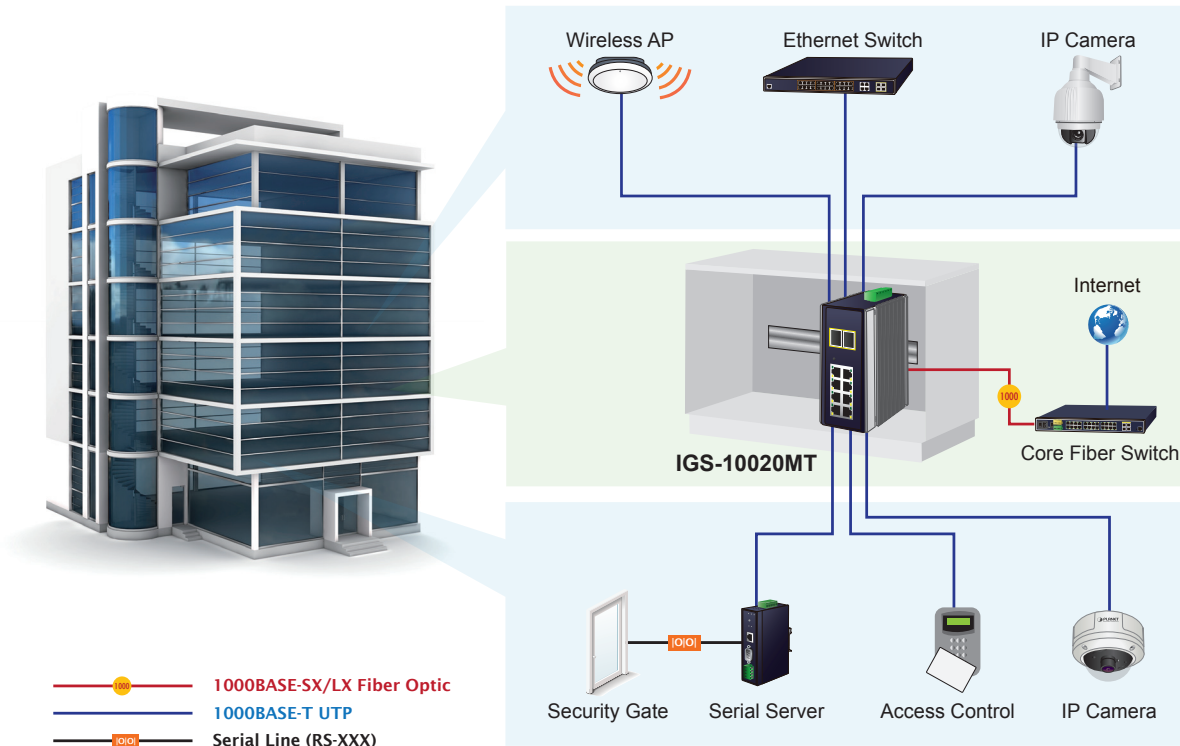 Wireless AP
Ethernet Switch
IP Camera
Internet
1000
Core Fiber Switch
IGS-10020MT
|O|O|
PLANET
Security Gate
Serial Server
Access Control
IP Camera
1000
1000BASE-SX/LX Fiber Optic
1000BASE-T UTP
|O|O|
Serial Line (RS-XXX)